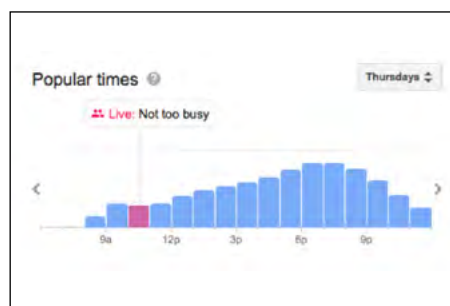 Popular times ?
Thursdays
Live: Not too busy
9a 12p 3p 6p 9p